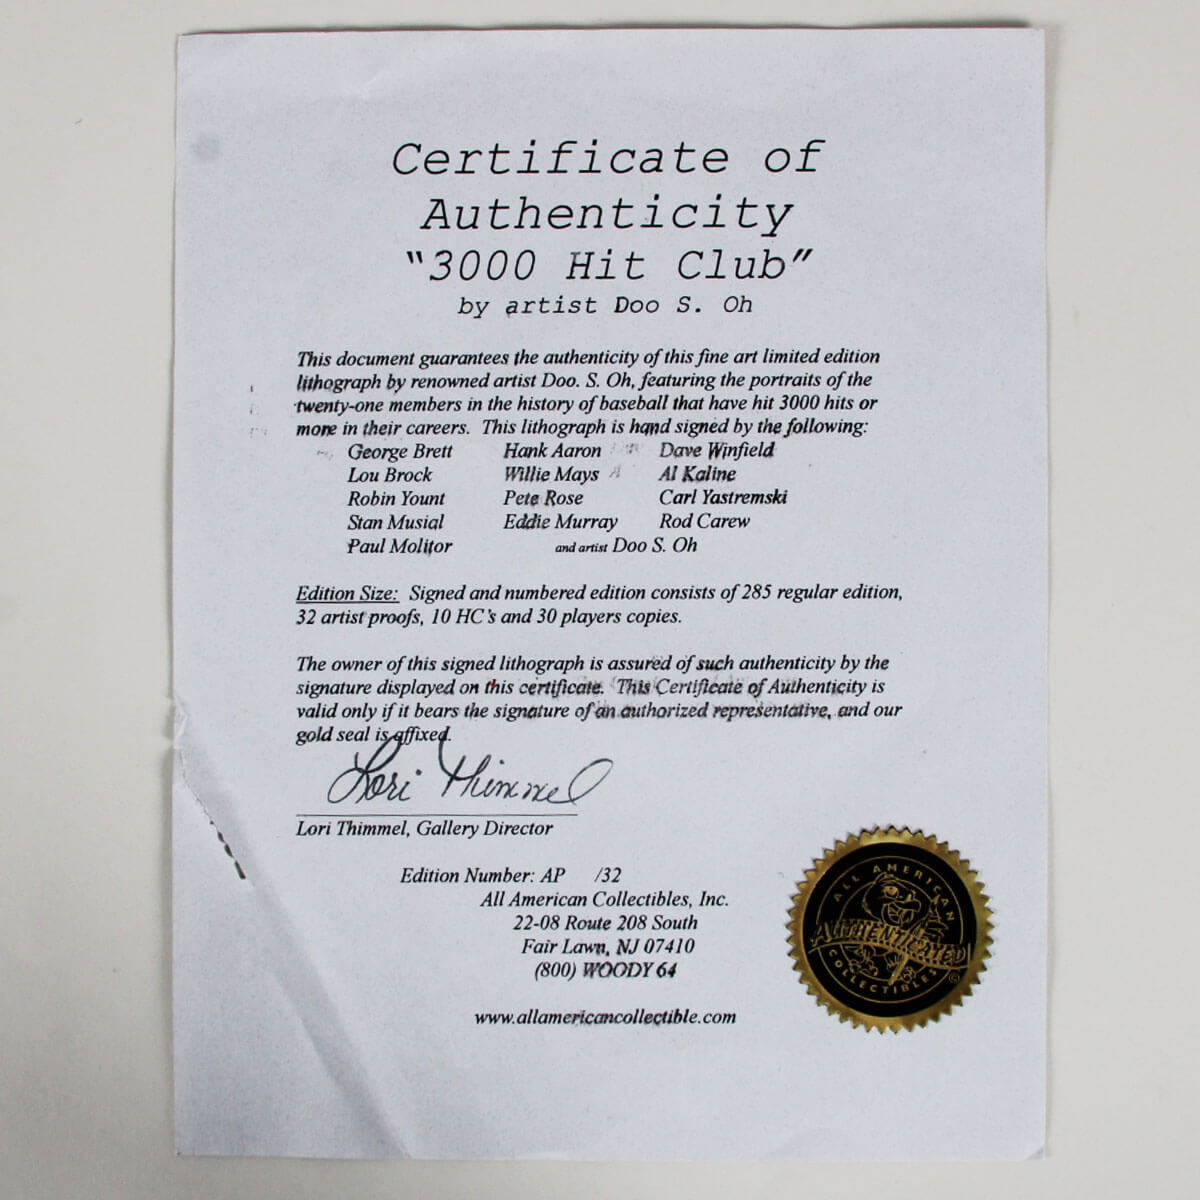 Certificate of
Authenticity
"3000 Hit Club"
by artist Doo S. Oh
This document guarantees the authenticity of this fine art limited edition
lithograph by renowned artist Doo. S. Oh, featuring the portraits of the
twenty-one members in the history of baseball that have hit 3000 hits or
more in their careers. This lithograph is hand signed by the following:
George Brett Hank Aaron Dave Winfield
Lou Brock Willie Mays Al Kaline
Robin Yount Pete Rose Carl Yastremski
Stan Musial Eddie Murray Rod Carew
Paul Molitor and artist Doo S. Oh
Edition Size: Signed and numbered edition consists of 285 regular edition,
32 artist proofs, 10 HC's and 30 players copies.
The owner of this signed lithograph is assured of such authenticity by the
signature displayed on this certificate. This Certificate of Authenticity is
valid only if it bears the signature of an authorized representative, and our
gold seal is affixed.
Lori Thimmel
Lori Thimmel, Gallery Director
Edition Number: AP /32
All American Collectibles, Inc.
22-08 Route 208 South
Fair Lawn, NJ 07410
(800) WOODY 64
www.allamericancollectible.com
ALL AMERICAN
AUTHENTICATED
COLLECTIBLES ©